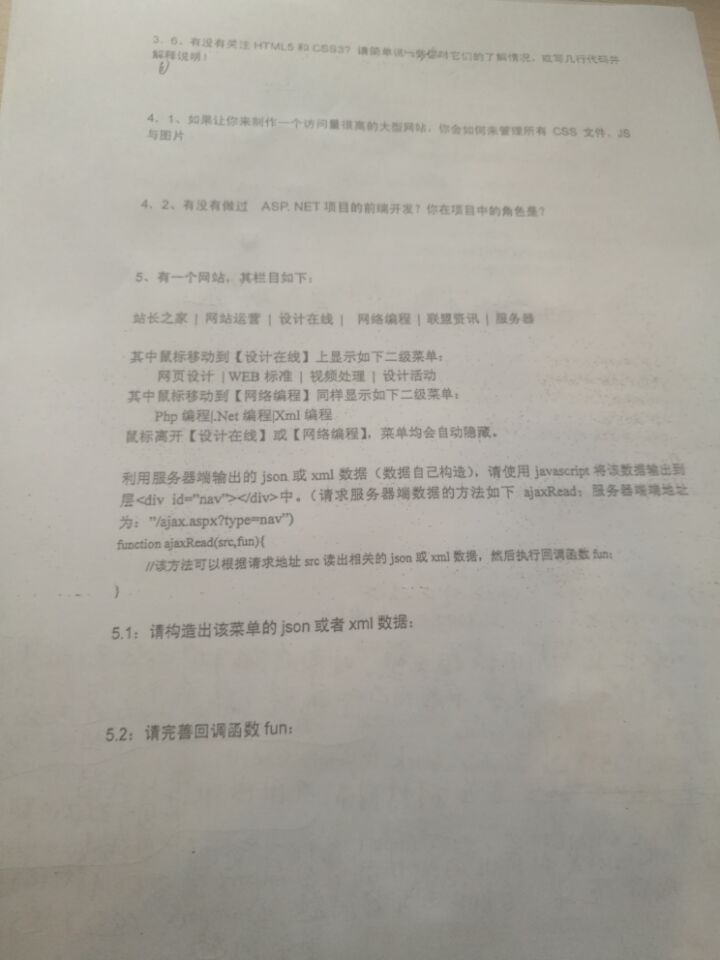 3．6、有没有关注 HTML5 和 CSS3？请简单说一势你对它们的了解情况，或写几行代码并
解释说明！
4．1、如果让你来制作一个访问量很高的大型网站，你会如何来管理所有 CSS 文件、JS
与图片
4．2、有没有做过 ASP. NET 项目的前端开发？你在项目中的角色是？
5、有一个网站，其栏目如下：
站长之家 | 网站运营 | 设计在线 | 网络编程 | 联盟资讯 | 服务器
其中鼠标移动到【设计在线】上显示如下二级菜单：
网页设计 | WEB 标准 | 视频处理 | 设计活动
其中鼠标移动到【网络编程】同样显示如下二级菜单：
Php 编程|.Net 编程|Xml 编程
鼠标离开【设计在线】或【网络编程】，菜单均会自动隐藏。
利用服务器端输出的 json 或 xml 数据（数据自己构造），请使用 javascript 将该数据输出到
层<div id="nav"></div>中。（请求服务器端数据的方法如下 ajaxRead；服务器端端地址
为："/ajax.aspx?type=nav"）
function ajaxRead(src,fun){
//该方法可以根据请求地址 src 读出相关的 json 或 xml 数据，然后执行回调函数 fun；
}
5.1：请构造出该菜单的 json 或者 xml 数据：
5.2：请完善回调函数 fun：